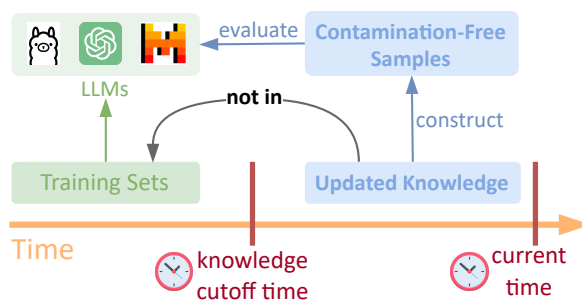 evaluate
Contamination-Free
Samples
LLMs
not in
construct
Training Sets
Updated Knowledge
Time
knowledge
cutoff time
current
time